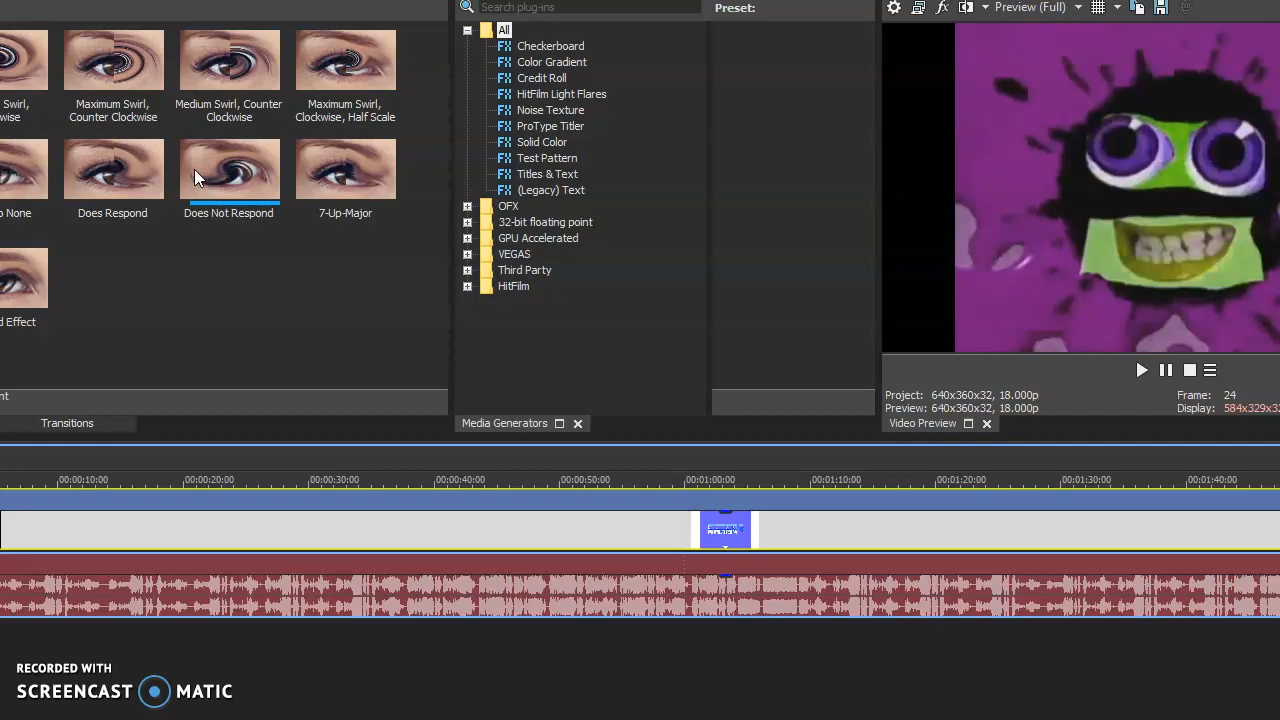 Search plug-ins
Preset:
Preview (Full)
All
Checkerboard
Color Gradient
Credit Roll
HitFilm Light Flares
Noise Texture
ProType Titler
Solid Color
Test Pattern
Titles & Text
(Legacy) Text
OFX
32-bit floating point
GPU Accelerated
VEGAS
Third Party
HitFilm
Swirl,
wise
Maximum Swirl,
Counter Clockwise
Medium Swirl, Counter
Clockwise
Maximum Swirl,
Clockwise, Half Scale
None
Does Respond
Does Not Respond
7-Up-Major
Effect
nt
Transitions
Media Generators
Project: 640x360x32, 18.000p
Preview: 640x360x32, 18.000p
Frame: 24
Display: 584x329x32
Video Preview
00:00:10:00
00:00:20:00
00:00:30:00
00:00:40:00
00:00:50:00
00:01:00:00
00:01:10:00
00:01:20:00
00:01:30:00
00:01:40:00
RECORDED WITH
SCREENCAST MATIC